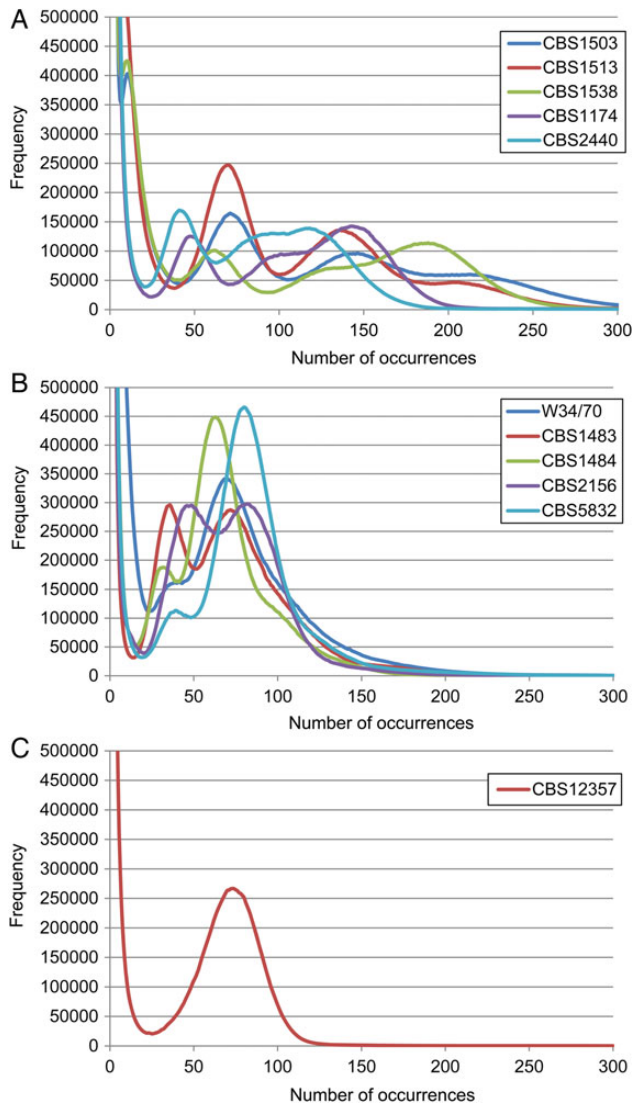 A
500000
450000
400000
350000
300000
250000
200000
150000
100000
50000
0
Frequency
0 50 100 150 200 250 300
Number of occurrences
CBS1503
CBS1513
CBS1538
CBS1174
CBS2440
B
500000
450000
400000
350000
300000
250000
200000
150000
100000
50000
0
Frequency
0 50 100 150 200 250 300
Number of occurrences
W34/70
CBS1483
CBS1484
CBS2156
CBS5832
C
500000
450000
400000
350000
300000
250000
200000
150000
100000
50000
0
Frequency
0 50 100 150 200 250 300
Number of occurrences
CBS12357